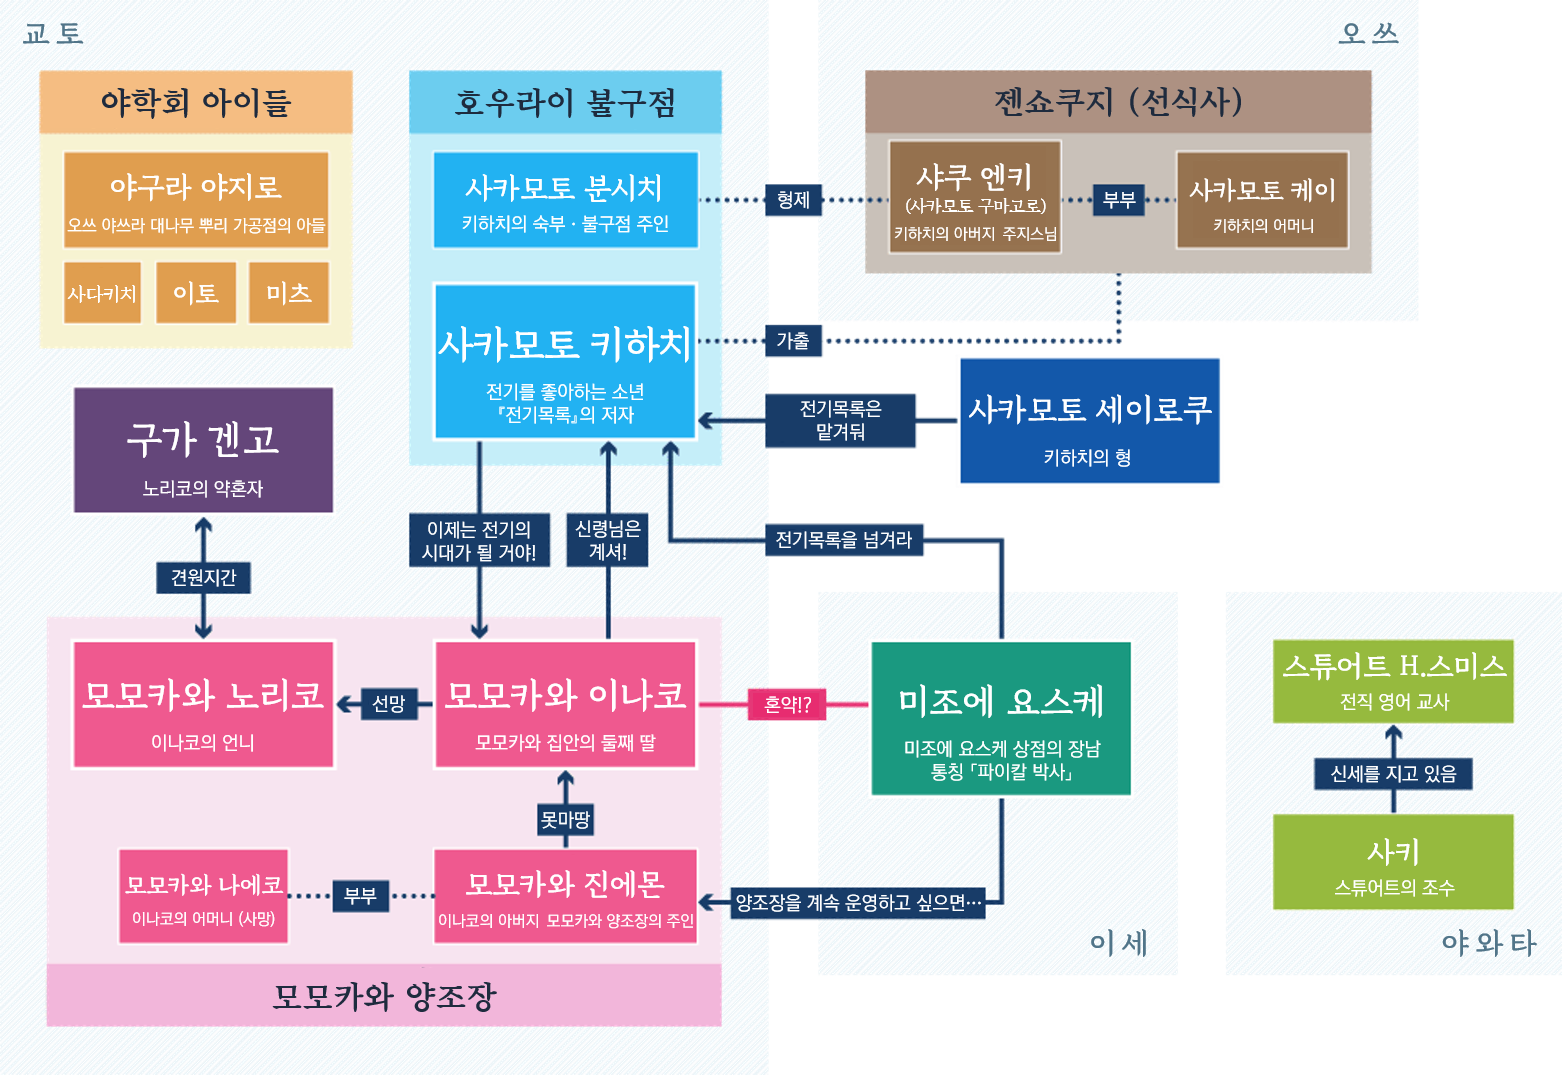 교토
오쓰
야학회 아이들
야구라 야지로
오쓰 야쓰라 대나무 뿌리 가공점의 아들
사다키치
이토
미츠
호우라이 불구점
사카모토 분시치
키하치의 숙부 · 불구점 주인
형제
젠쇼쿠지 (선식사)
샤쿠 엔키
(사카모토 구마고로)
키하치의 아버지 주지스님
부부
사카모토 케이
키하치의 어머니
사카모토 키하치
전기를 좋아하는 소년
『전기목록』의 저자
가출
전기목록은
맡겨둬
사카모토 세이로쿠
키하치의 형
구가 겐고
노리코의 약혼자
견원지간
이제는 전기의
시대가 될 거야!
신령님은
계셔!
전기목록을 넘겨라
모모카와 노리코
이나코의 언니
선망
모모카와 이나코
모모카와 집안의 둘째 딸
혼약!?
미조에 요스케
미조에 요스케 상점의 장남
통칭 「파이칼 박사」
스튜어트 H.스미스
전직 영어 교사
신세를 지고 있음
사키
스튜어트의 조수
못마땅
모모카와 나에코
이나코의 어머니 (사망)
부부
모모카와 진에몬
이나코의 아버지 모모카와 양조장의 주인
양조장을 계속 운영하고 싶으면…
이세
야와타
모모카와 양조장